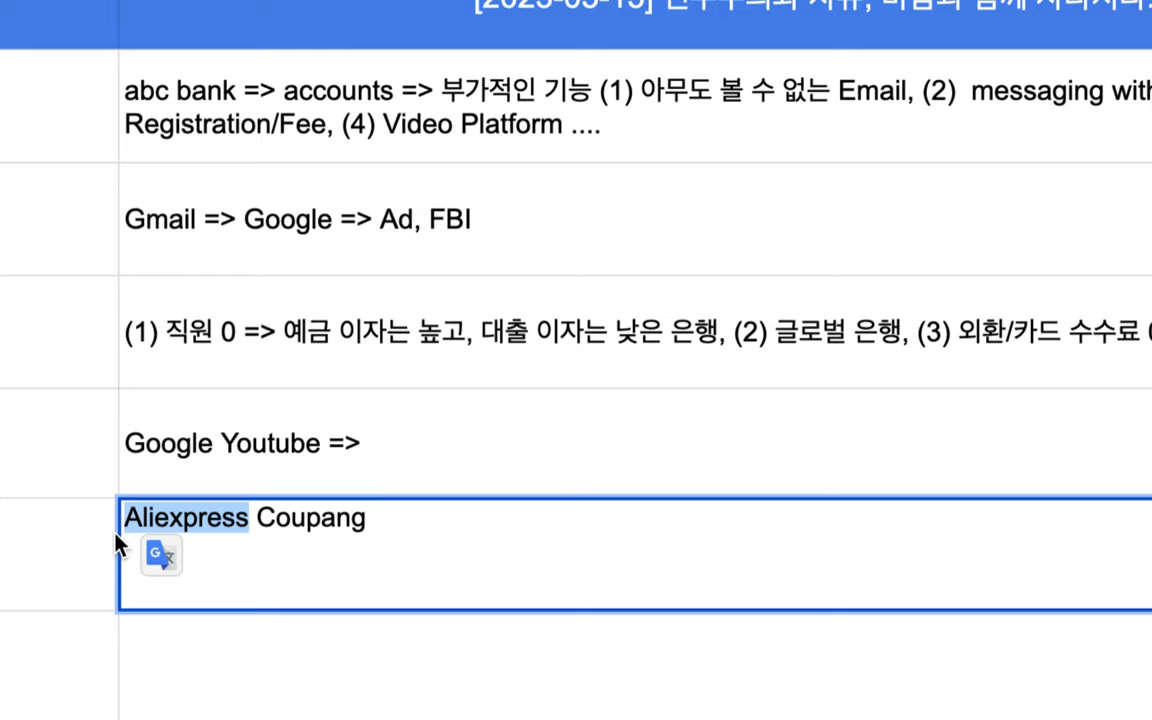 abc bank => accounts => 부가적인 기능 (1) 아무도 볼 수 없는 Email, (2)  messaging with
Registration/Fee, (4) Video Platform ....
Gmail => Google => Ad, FBI
(1) 직원 0 => 예금 이자는 높고, 대출 이자는 낮은 은행, (2) 글로벌 은행, (3) 외환/카드 수수료
Google Youtube =>
Aliexpress Coupang